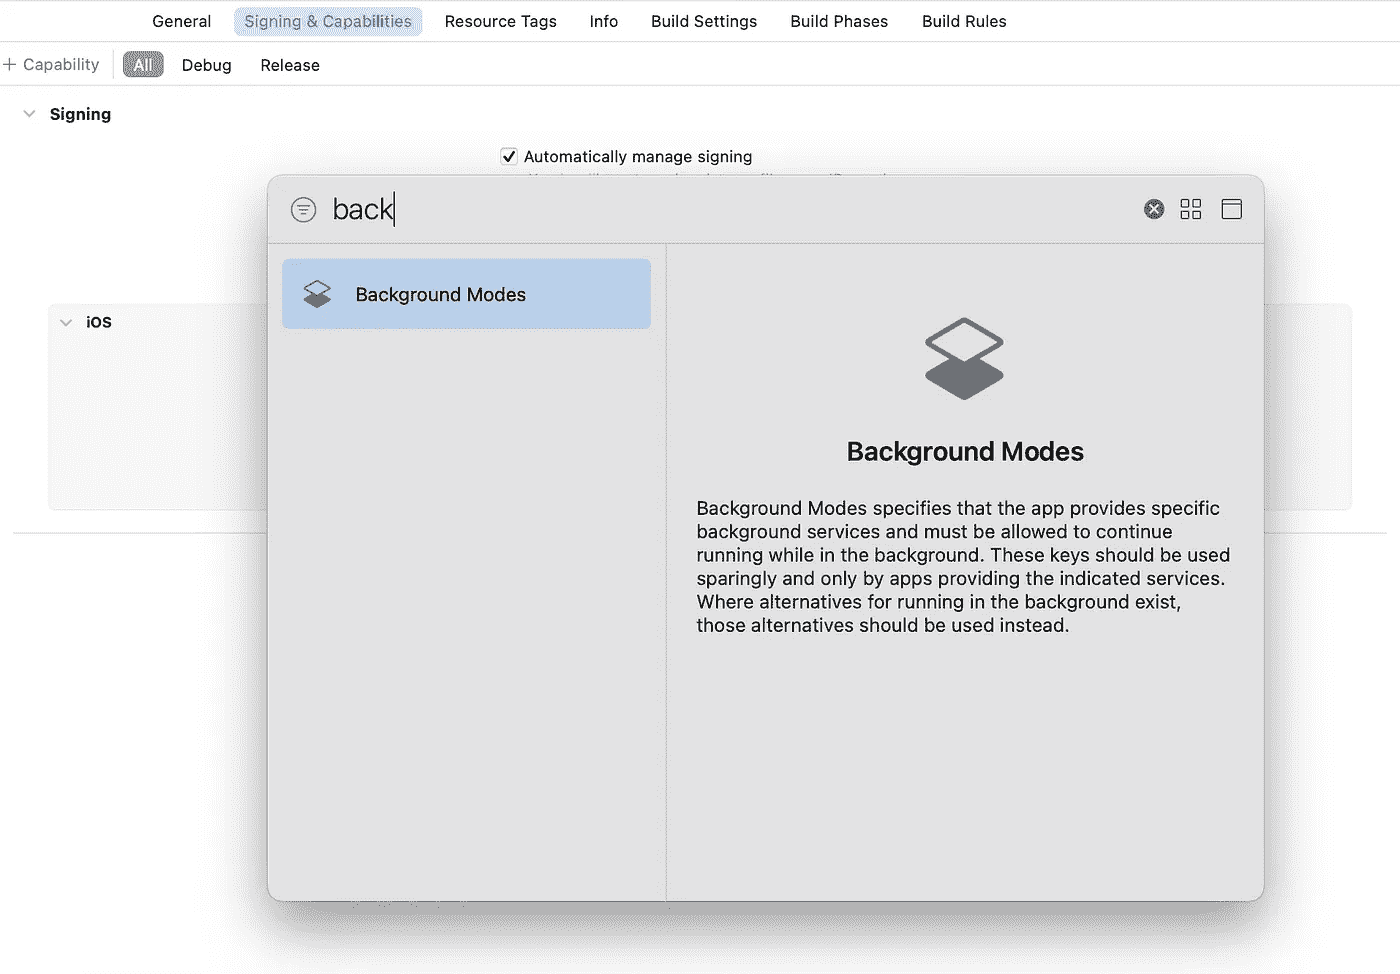 General Signing & Capabilities Resource Tags Info Build Settings Build Phases Build Rules
+ Capability All Debug Release
Signing
Automatically manage signing
back
Background Modes
iOS
Background Modes
Background Modes specifies that the app provides specific
background services and must be allowed to continue
running while in the background. These keys should be used
sparingly and only by apps providing the indicated services.
Where alternatives for running in the background exist,
those alternatives should be used instead.